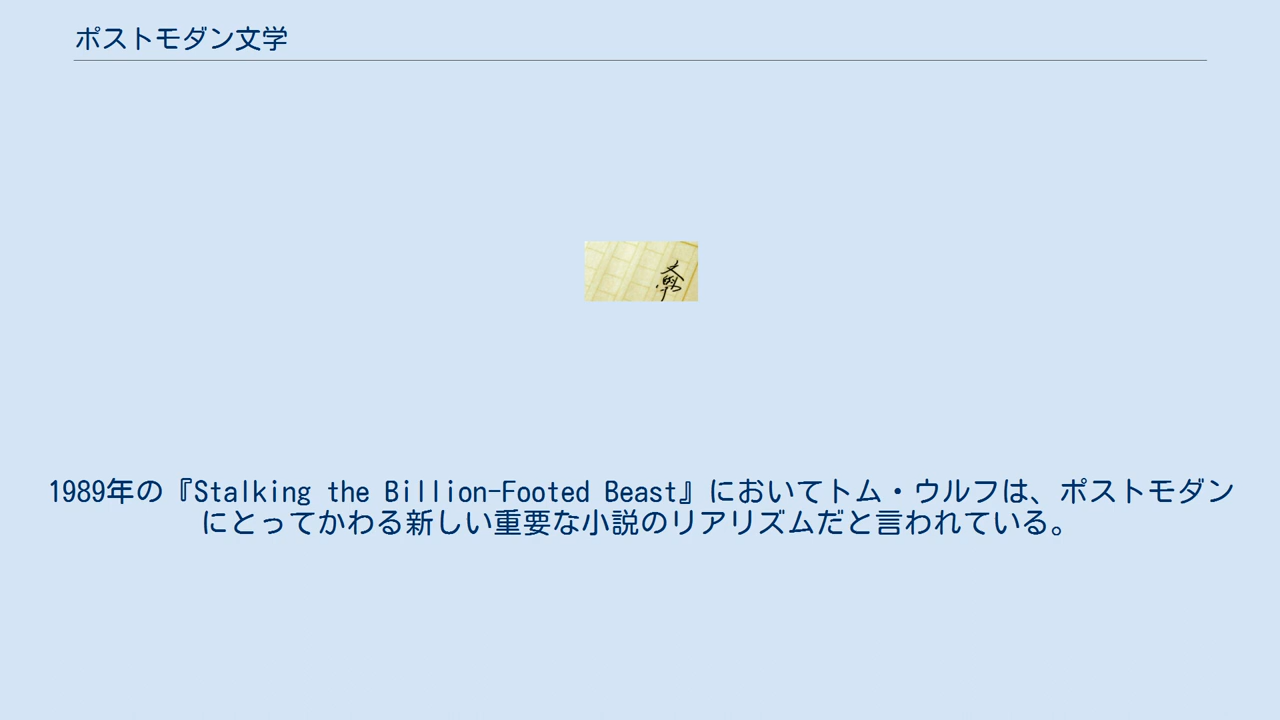 ポストモダン文学
1989年の『Stalking the Billion-Footed Beast』においてトム・ウルフは、ポストモダン
にとってかわる新しい重要な小説のリアリズムだと言われている。